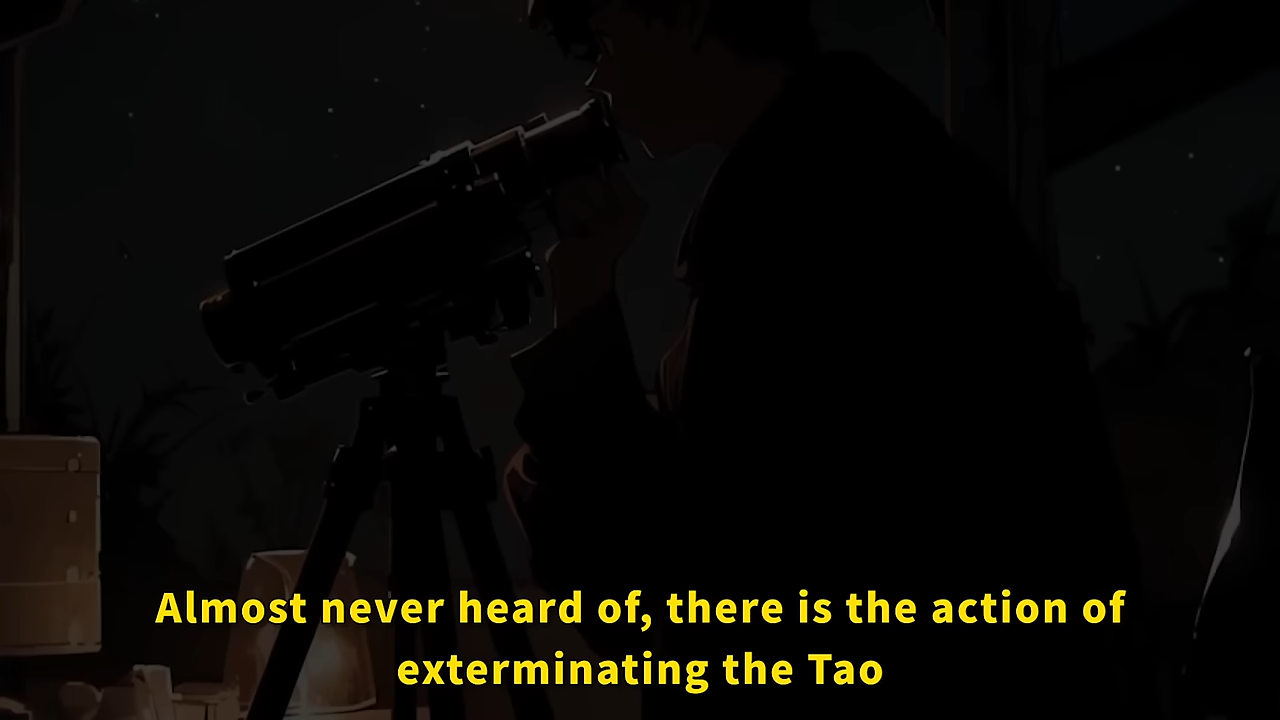 Almost never heard of, there is the action of
exterminating the Tao